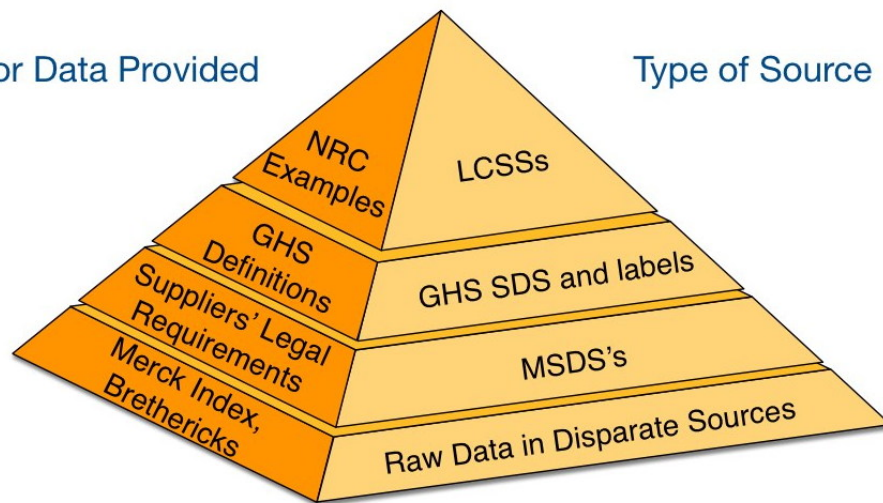 or Data Provided
Type of Source
NRC
Examples
LCSSs
GHS
Definitions
GHS SDS and labels
Suppliers’ Legal
Requirements
MSDS's
Merck Index,
Brethericks
Raw Data in Disparate Sources